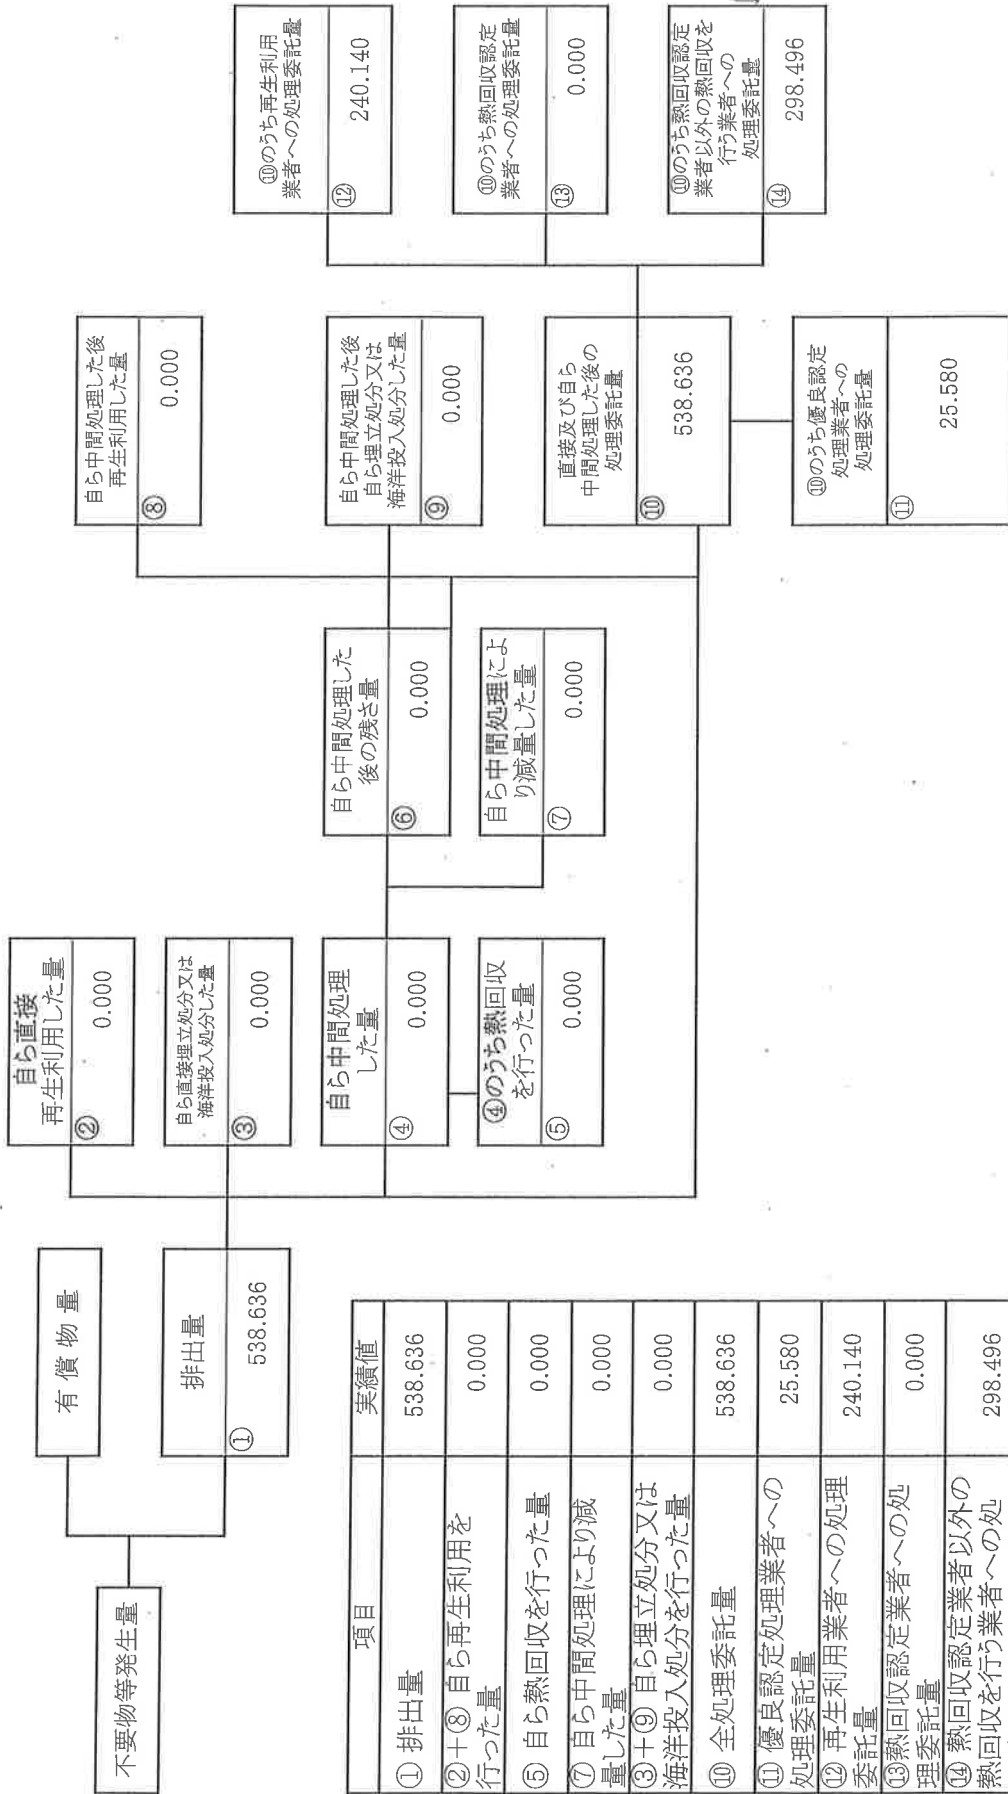 不要物等発生量
有償物量
排出量
①
538.636
自ら直接
再生利用した量
②
0.000
自ら直接埋立処分又は
海洋投入処分した量
③
0.000
自ら中間処理
した量
④
0.000
④のうち熱回収
を行った量
⑤
0.000
自ら中間処理した
後の残さ量
⑥
0.000
自ら中間処理によ
り減量した量
⑦
0.000
自ら中間処理した後
再生利用した量
⑧
0.000
自ら中間処理した後
自ら埋立処分又は
海洋投入処分した量
⑨
0.000
直接及び自ら
中間処理した後の
処理委託量
⑩
538.636
⑩のうち優良認定
処理業者への
処理委託量
⑪
25.580
⑩のうち再生利用
業者への処理委託量
⑫
240.140
⑩のうち熱回収認定
業者への処理委託量
⑬
0.000
⑩のうち熱回収認定
業者以外の熱回収を
行う業者への
処理委託量
⑭
298.496
項目 実績値
① 排出量 538.636
②+⑧ 自ら再生利用を
行った量 0.000
⑤ 自ら熱回収を行った量 0.000
⑦ 自ら中間処理により減
量した量 0.000
③+⑨ 自ら埋立処分又は
海洋投入処分を行った量 0.000
⑩ 全処理委託量 538.636
⑪ 優良認定処理業者への
処理委託量 25.580
⑫ 再生利用業者への処理
委託量 240.140
⑬熱回収認定業者への処
理委託量 0.000
⑭ 熱回収認定業者以外の
熱回収を行う業者への処 298.496